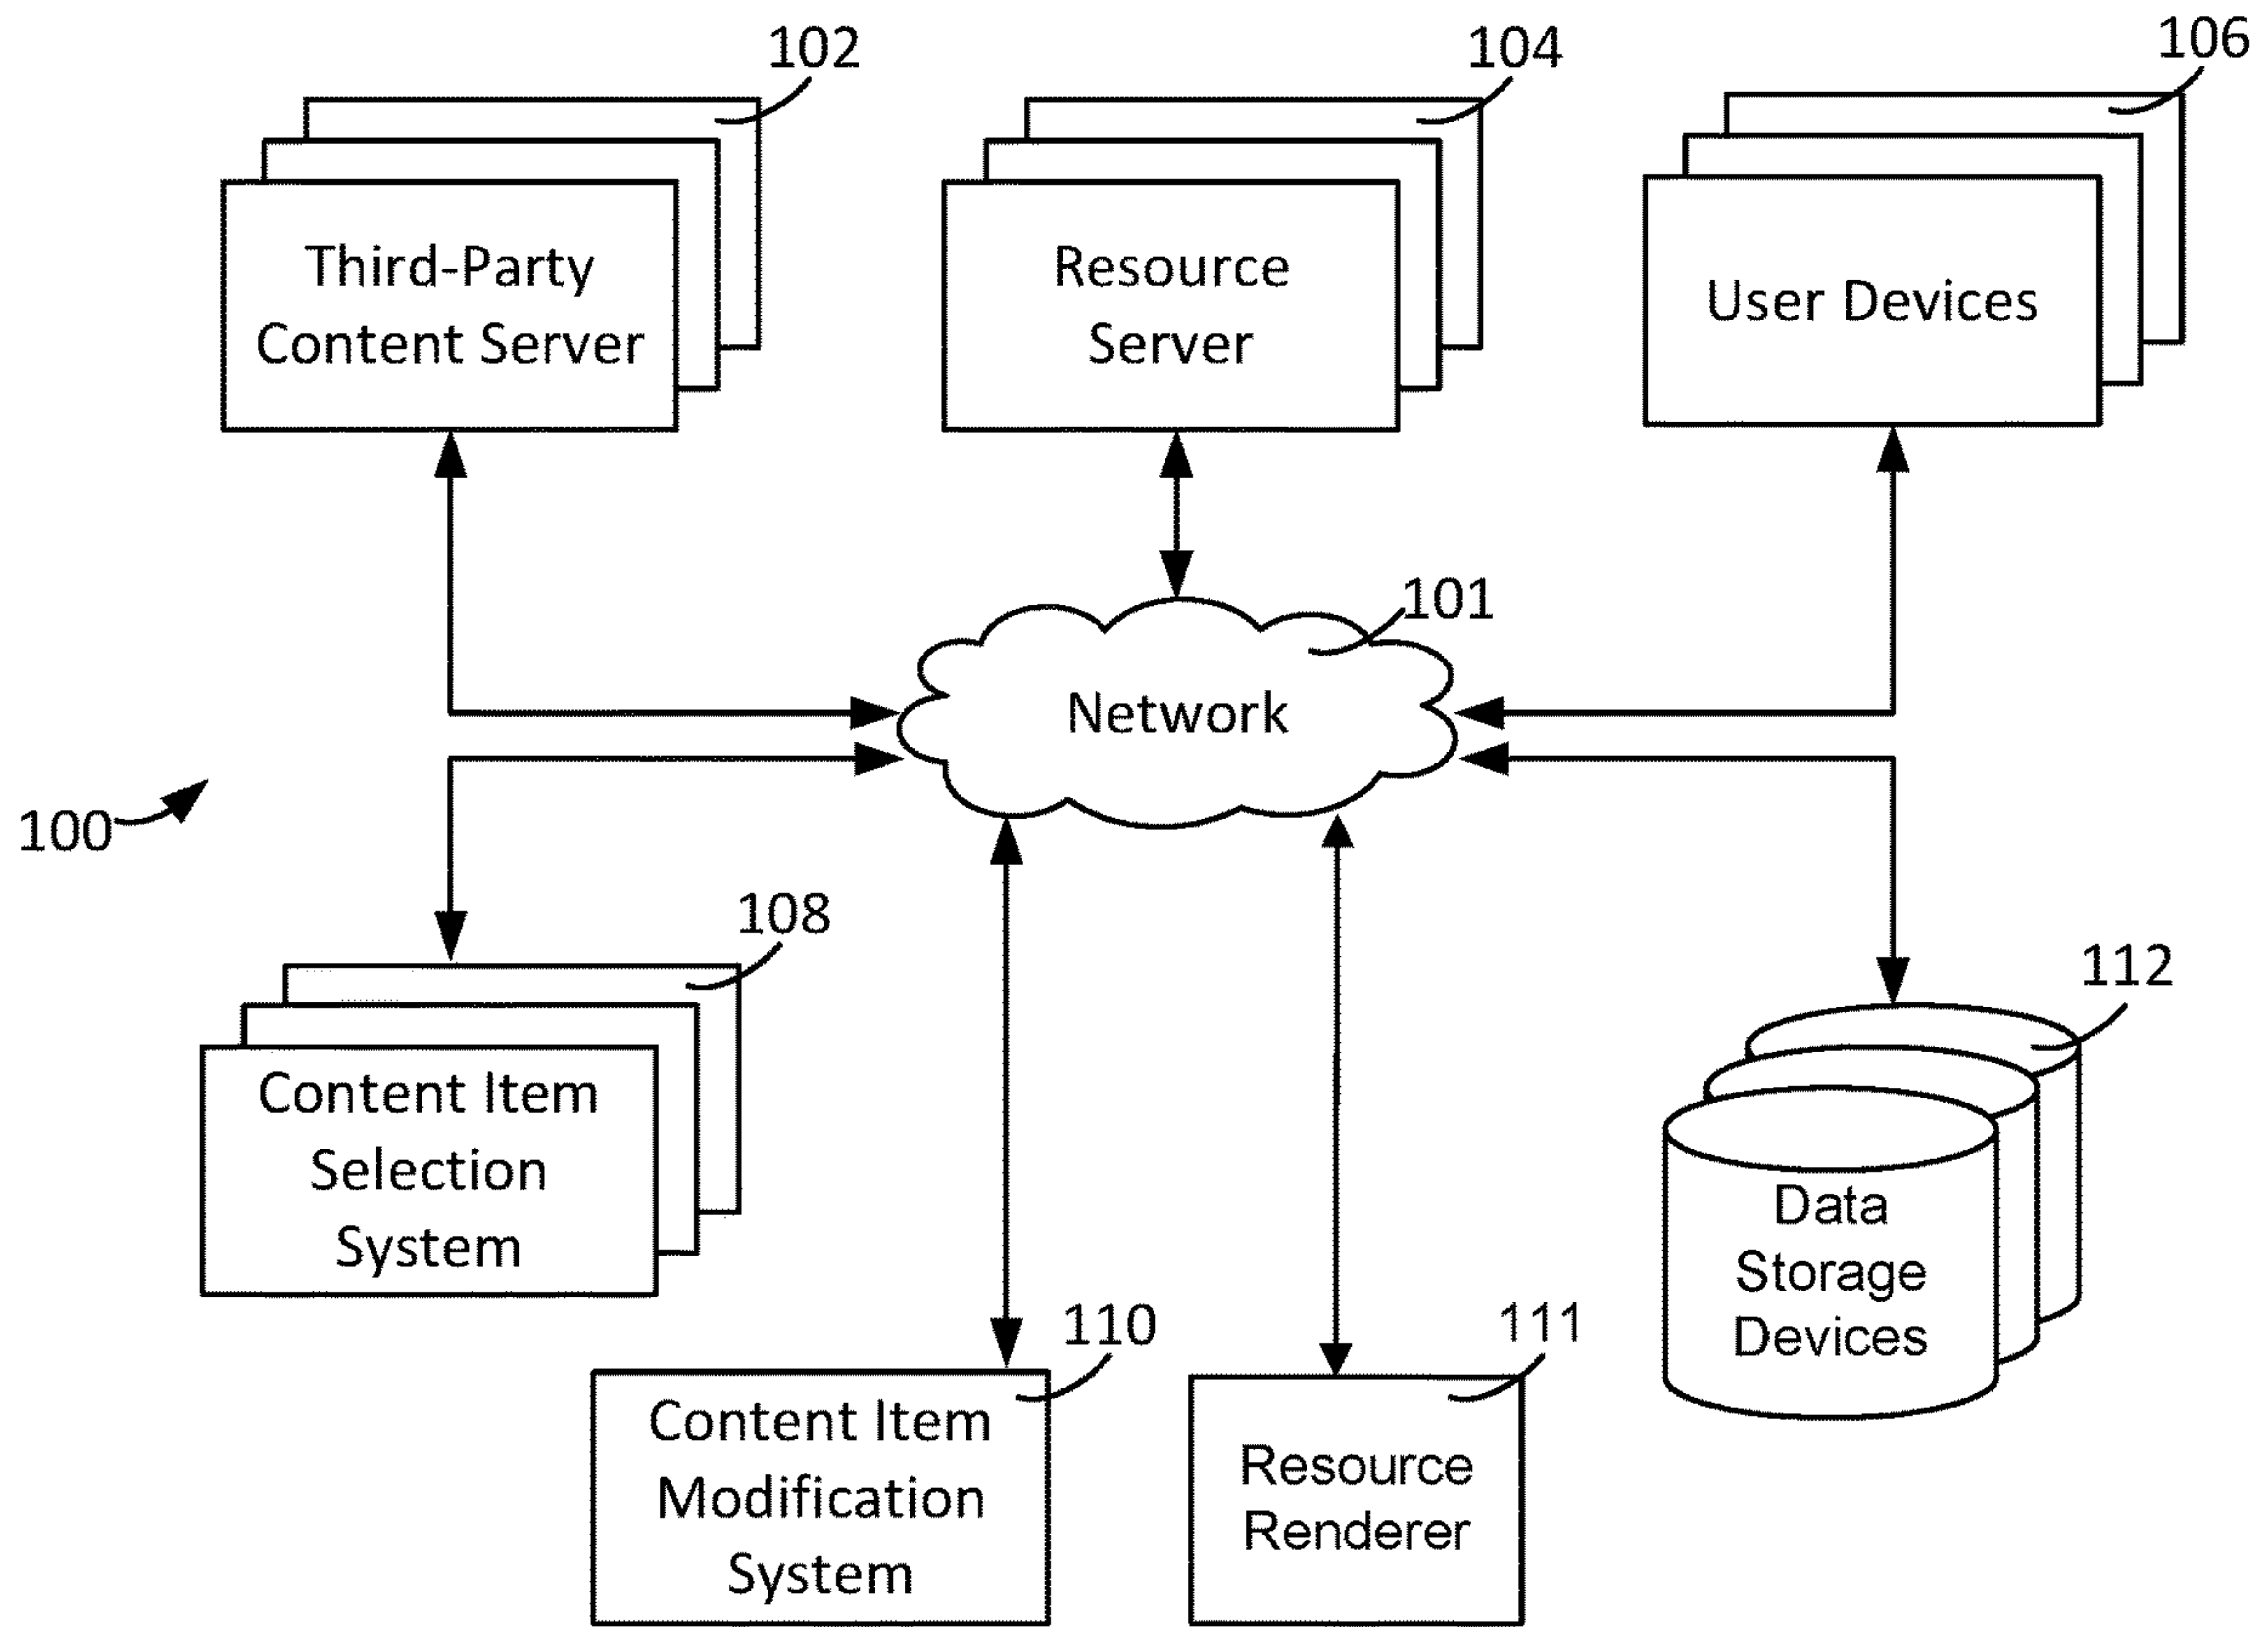 102
104
106
Third-Party
Content Server
Resource
Server
User Devices
101
Network
100
108
112
Content Item
Selection
System
Data
Storage
Devices
110
111
Content Item
Modification
System
Resource
Renderer